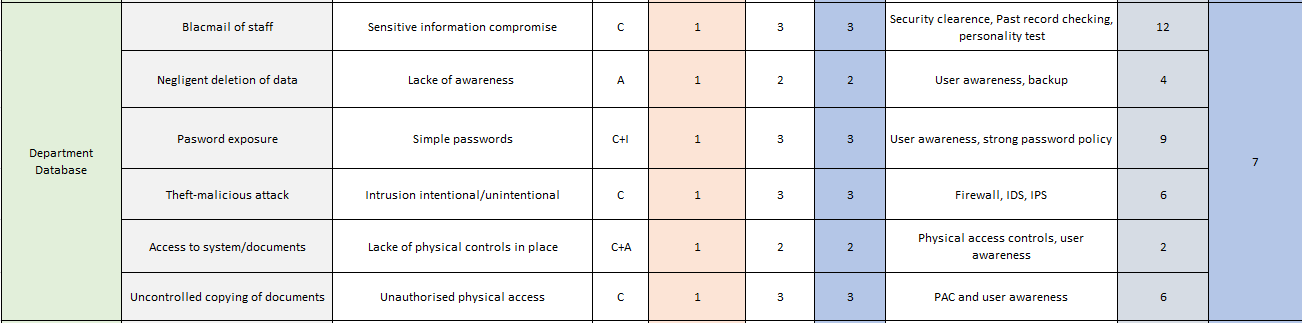 Department
Database
Blacmail of staff
Sensitive information compromise
C
1
3
3
Security clearence, Past record checking,
personality test
12
Negligent deletion of data
Lacke of awareness
A
1
2
2
User awareness, backup
4
Pasword exposure
Simple passwords
C+I
1
3
3
User awareness, strong password policy
9
7
Theft-malicious attack
Intrusion intentional/unintentional
C
1
3
3
Firewall, IDS, IPS
6
Access to system/documents
Lacke of physical controls in place
C+A
1
2
2
Physical access controls, user
awareness
2
Uncontrolled copying of documents
Unauthorised physical access
C
1
3
3
PAC and user awareness
6